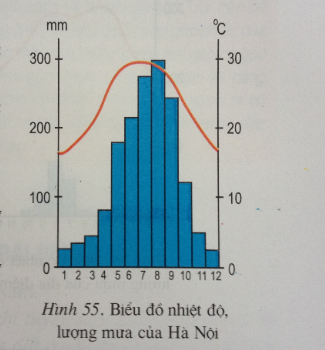 mm °C
300 30
200 20
100 10
0 0
1 2 3 4 5 6 7 8 9 10 11 12
Hình 55. Biểu đồ nhiệt độ,
lượng mưa của Hà Nội